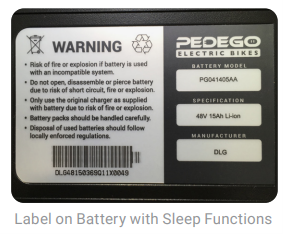 WARNING
• Risk of fire or explosion if battery is used
with an incompatible system.
• Do not open, disassemble or pierce battery
due to risk of short circuit, fire, or explosion.
• Only use the original charger as supplied
with battery due to risk of fire or explosion.
• Battery packs should be handled carefully.
• Disposal of used batteries should follow
locally enforced regulations.
DLG48150369Q11X0049
PEDEGO
ELECTRIC BIKES
BATTERY MODEL
PG041405AA
SPECIFICATION
48V 15Ah Li-ion
MANUFACTURER
DLG
Label on Battery with Sleep Functions